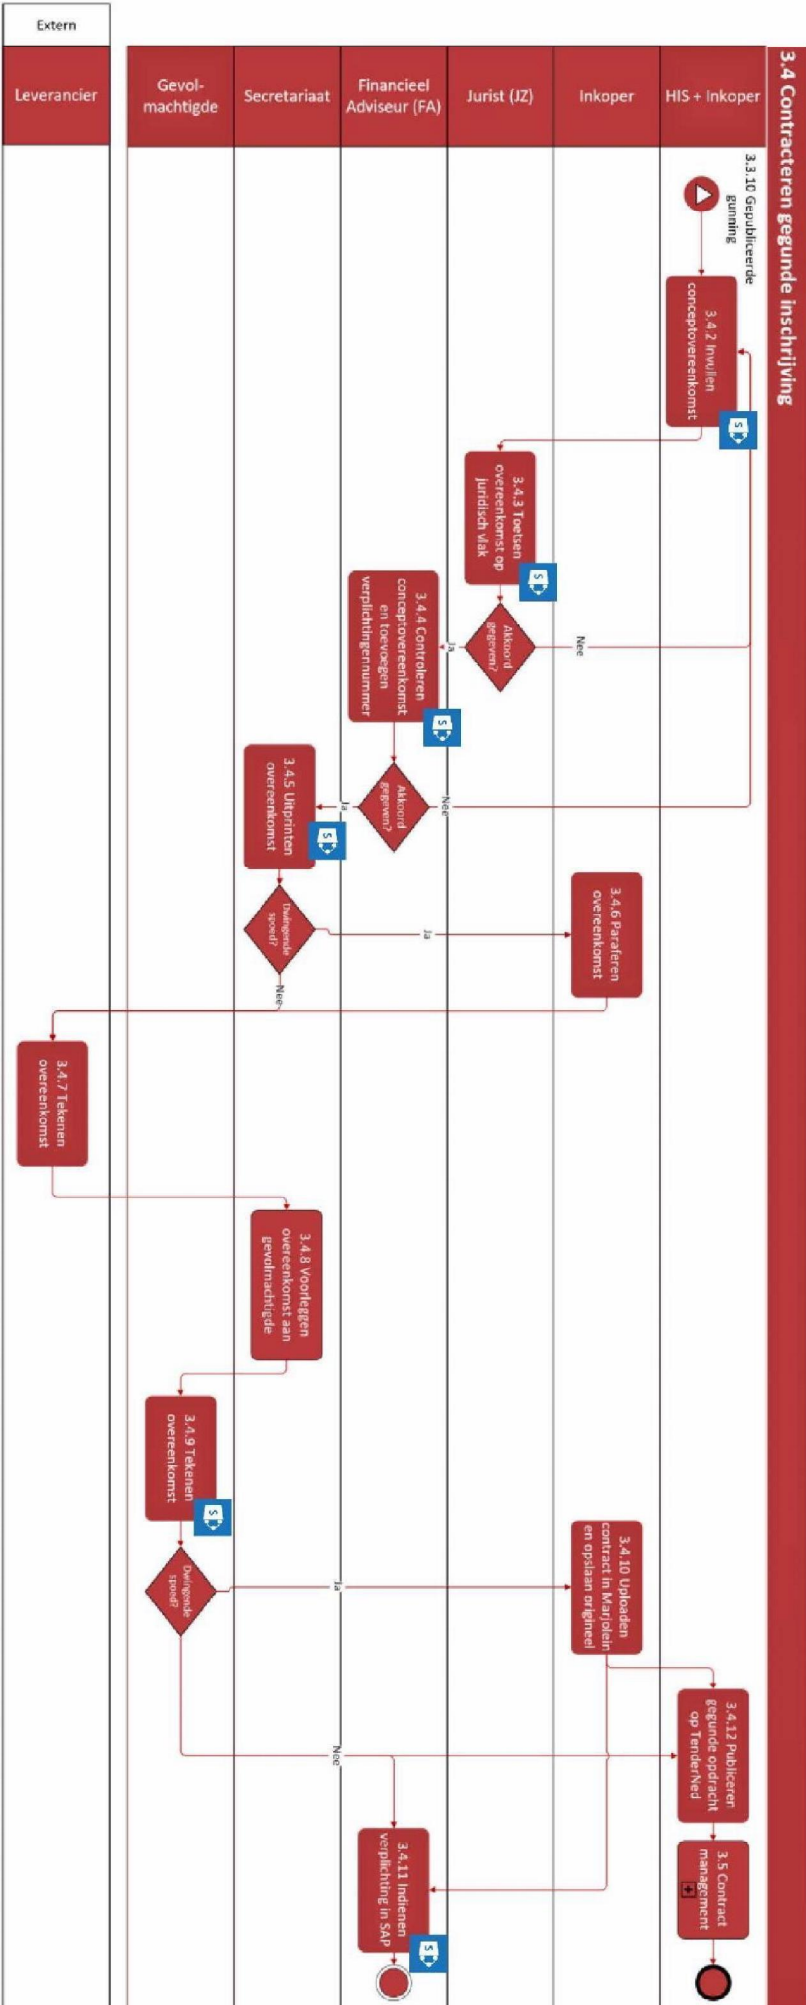 3.4 Contracteren gegunde inschrijving
Extern
Leverancier
Gevol-
machtigde
Secretariaat
Financieel
Adviseur (FA)
Jurist (JZ)
Inkoper
HIS + Inkoper
3.3.10 Gepubliceerde
gunning
3.4.2 Invullen
conceptovereenkomst
S
3.4.3 Toetsen
overeenkomst op
juridisch vlak
S
Akkoord
gegeven?
Nee
Ja
3.4.4 Controleren
conceptovereenkomst
en toevoegen
verplichtingennummer
S
Akkoord
gegeven?
Nee
Ja
3.4.5 Uitprinten
overeenkomst
S
Dwingende
spoed?
Ja
Nee
3.4.6 Paraferen
overeenkomst
3.4.7 Tekenen
overeenkomst
3.4.8 Voorleggen
overeenkomst aan
gevolmachtigde
3.4.9 Tekenen
overeenkomst
S
Dwingende
spoed?
Ja
Nee
3.4.10 Uploaden
contract in Marjolein
en opslaan origineel
3.4.12 Publiceren
gegunde opdracht
op TenderNed
3.4.11 Indienen
verplichting in SAP
S
3.5 Contract
management
+